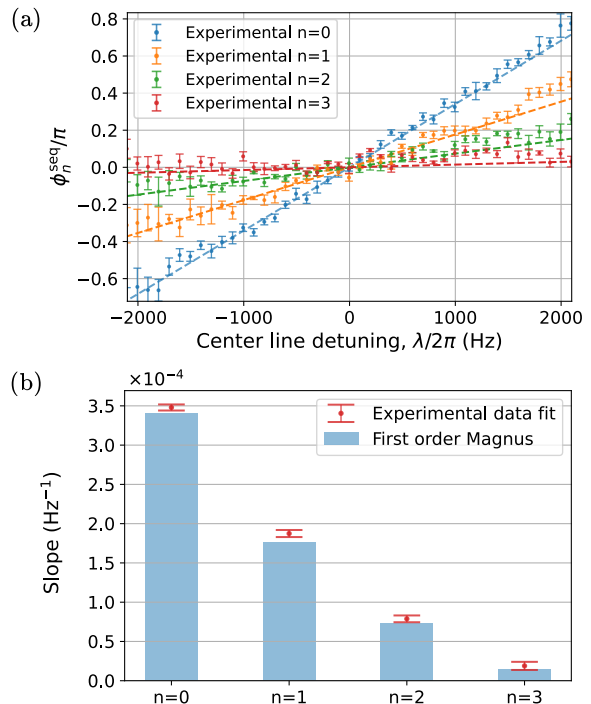 (a)
0.8
0.6
0.4
0.2
0.0
−0.2
−0.4
−0.6
ϕₙ^seq/π
Experimental n=0
Experimental n=1
Experimental n=2
Experimental n=3
−2000 −1000 0 1000 2000
Center line detuning, λ/2π (Hz)
(b)
×10⁻⁴
3.5
3.0
2.5
2.0
1.5
1.0
0.5
0.0
Slope (Hz⁻¹)
Experimental data fit
First order Magnus
n=0 n=1 n=2 n=3